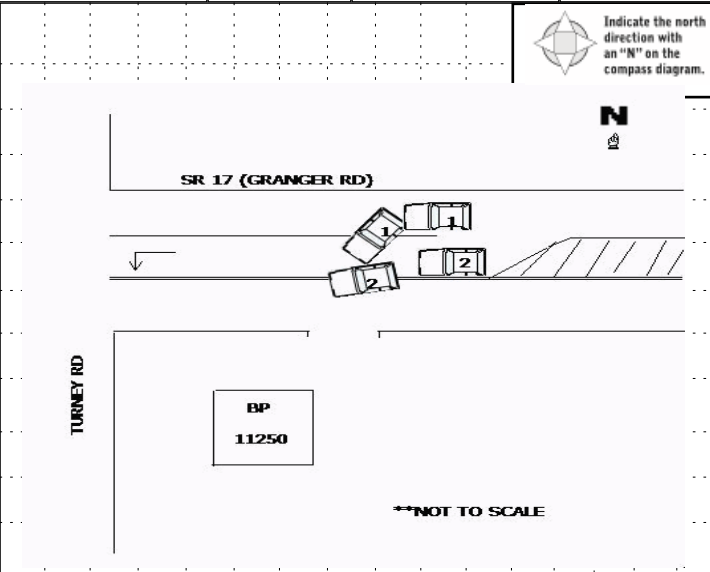 Indicate the north
direction with
an "N" on the
compass diagram.
N
SR 17 (GRANGER RD)
1
1
2
2
TURNEY RD
BP
11250
**NOT TO SCALE